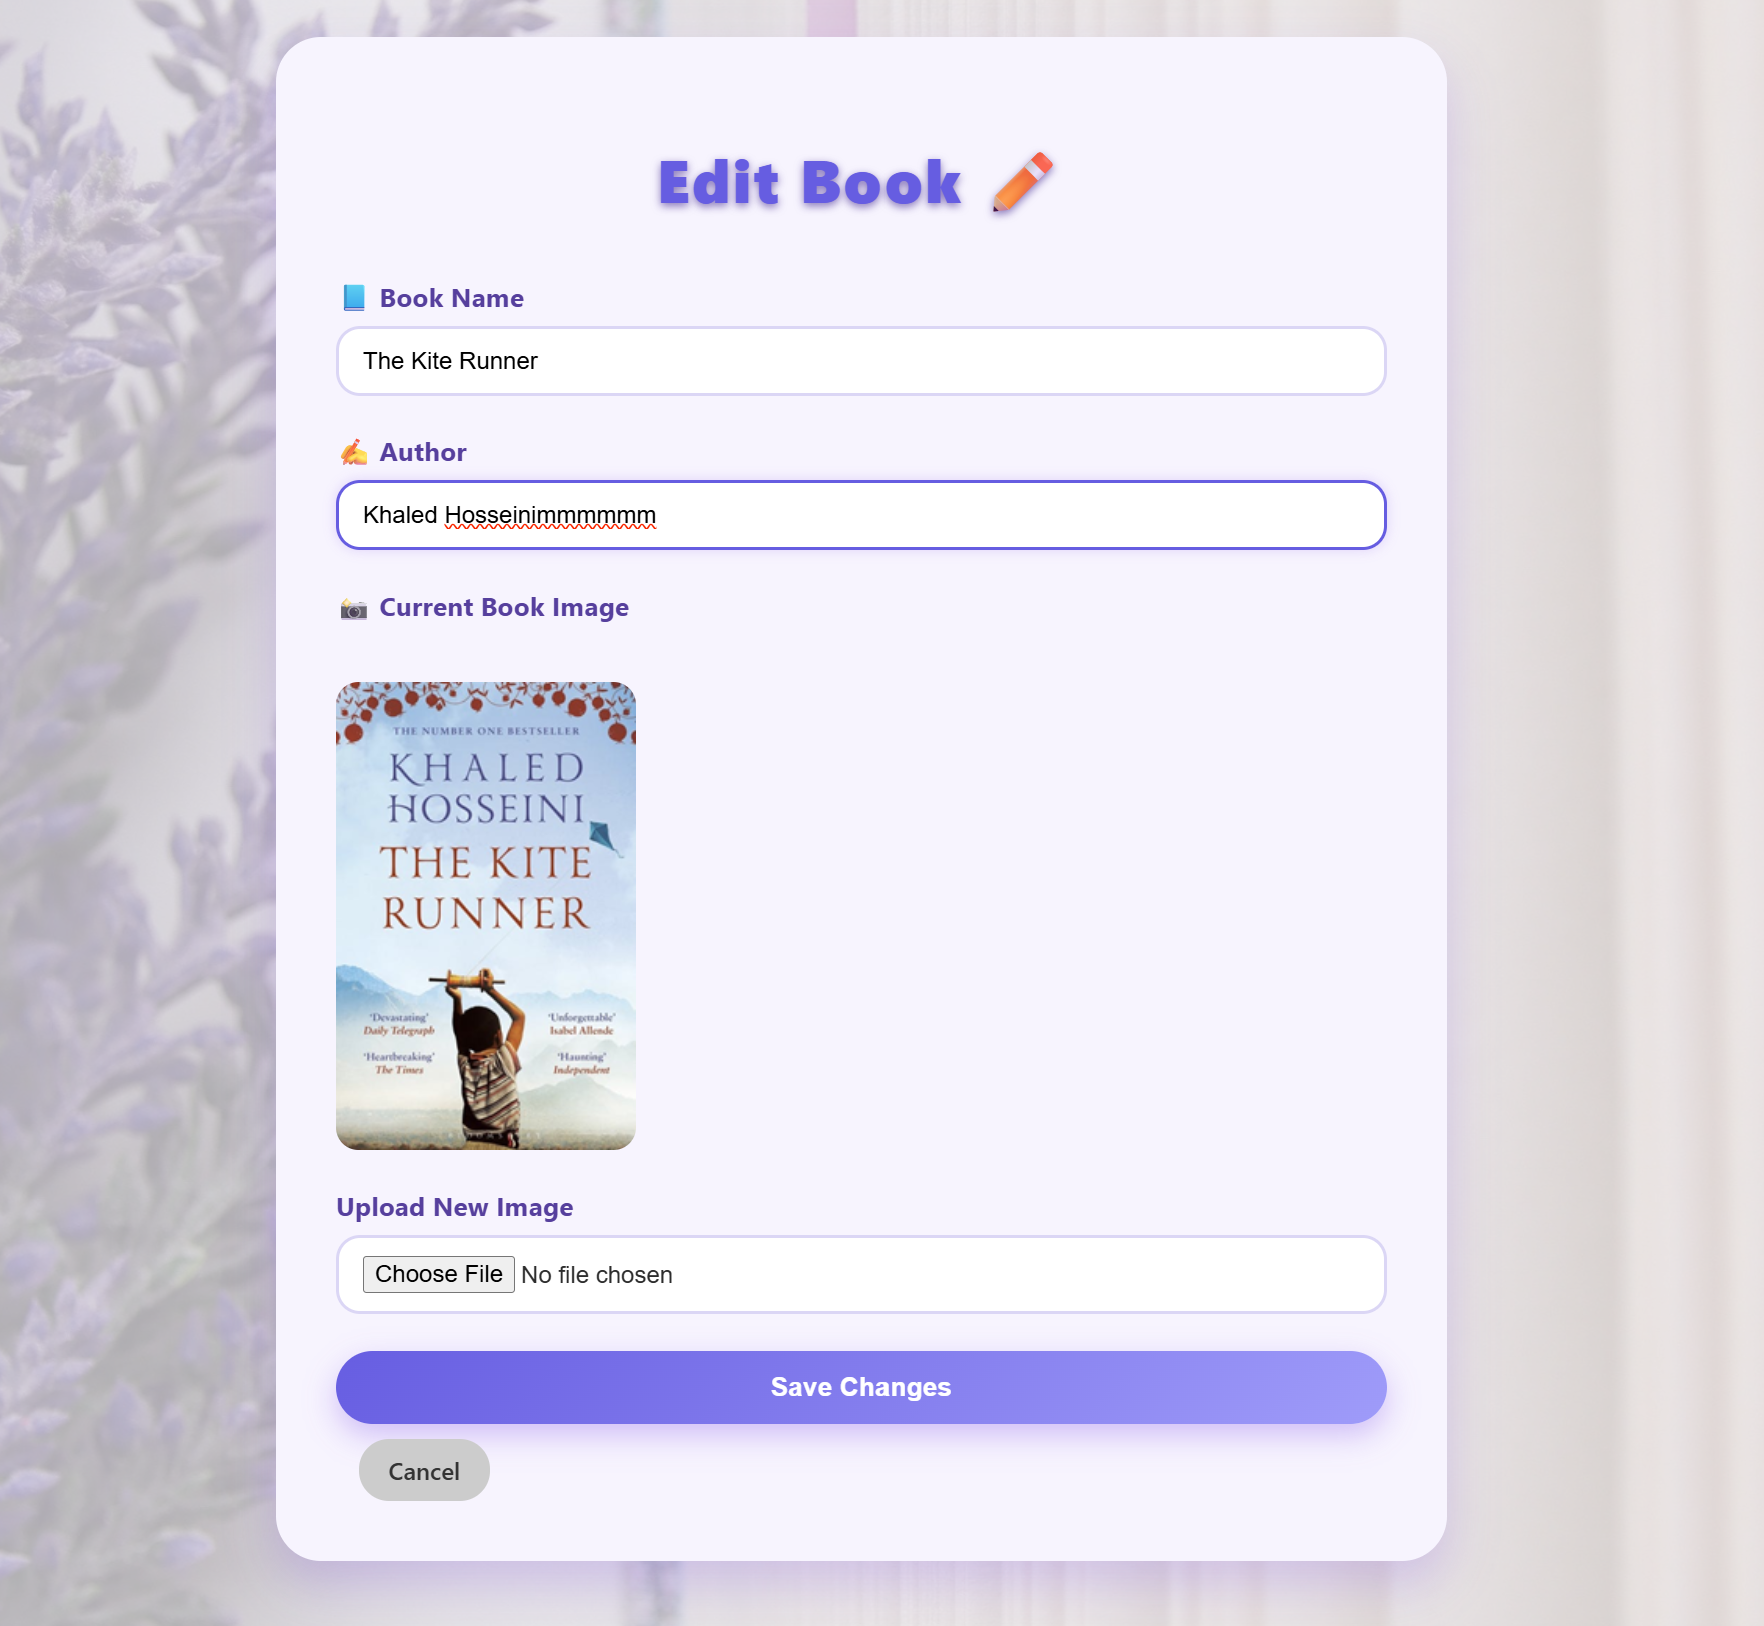 Edit Book
Book Name
The Kite Runner
Author
Khaled Hosseinimmmmmm
Current Book Image
THE NUMBER ONE BESTSELLER
KHALED
HOSSEINI
THE KITE
RUNNER
'Devastating'
Daily Telegraph
'Unforgettable'
Isabel Allende
'Heartbreaking'
The Times
'Haunting'
Independent
Upload New Image
Choose File No file chosen
Save Changes
Cancel